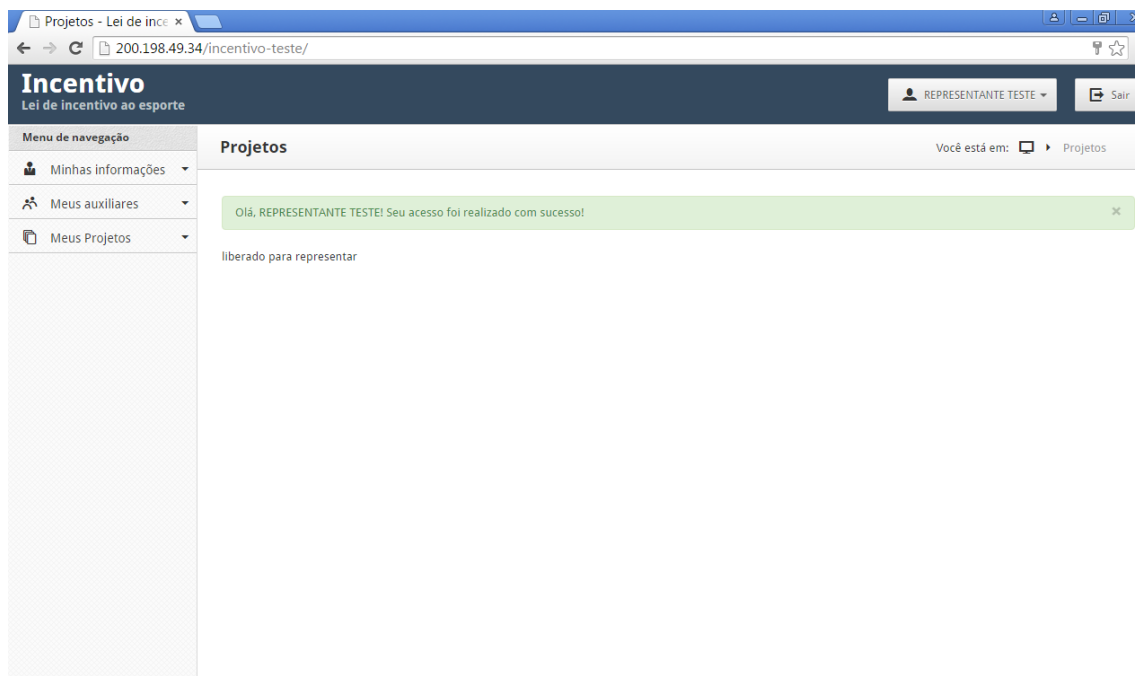 Projetos - Lei de ince
200.198.49.34/incentivo-teste/
Incentivo
Lei de incentivo ao esporte
REPRESENTANTE TESTE
Sair
Menu de navegação
Minhas informações
Meus auxiliares
Meus Projetos
Projetos
Você está em: Projetos
Olá, REPRESENTANTE TESTE! Seu acesso foi realizado com sucesso!
liberado para representar